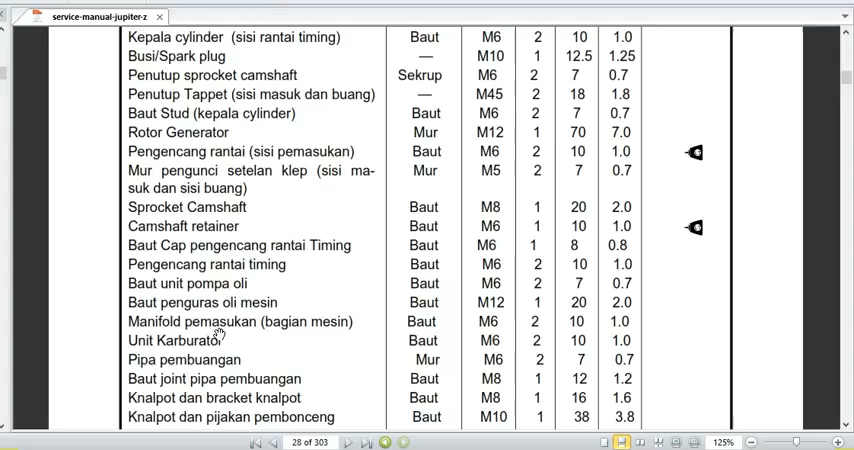 service-manual-jupiter-z
Kepala cylinder (sisi rantai timing) Baut M6 2 10 1.0
Busi/Spark plug — M10 1 12.5 1.25
Penutup sprocket camshaft Sekrup M6 2 7 0.7
Penutup Tappet (sisi masuk dan buang) — M45 2 18 1.8
Baut Stud (kepala cylinder) Baut M6 2 7 0.7
Rotor Generator Mur M12 1 70 7.0
Pengencang rantai (sisi pemasukan) Baut M6 2 10 1.0
Mur pengunci setelan klep (sisi ma- Mur M5 2 7 0.7
suk dan sisi buang)
Sprocket Camshaft Baut M8 1 20 2.0
Camshaft retainer Baut M6 1 10 1.0
Baut Cap pengencang rantai Timing Baut M6 1 8 0.8
Pengencang rantai timing Baut M6 2 10 1.0
Baut unit pompa oli Baut M6 2 7 0.7
Baut penguras oli mesin Baut M12 1 20 2.0
Manifold pemasukan (bagian mesin) Baut M6 2 10 1.0
Unit Karburator Baut M6 2 10 1.0
Pipa pembuangan Mur M6 2 7 0.7
Baut joint pipa pembuangan Baut M8 1 12 1.2
Knalpot dan bracket knalpot Baut M8 1 16 1.6
Knalpot dan pijakan pembonceng Baut M10 1 38 3.8
28 of 303 125%